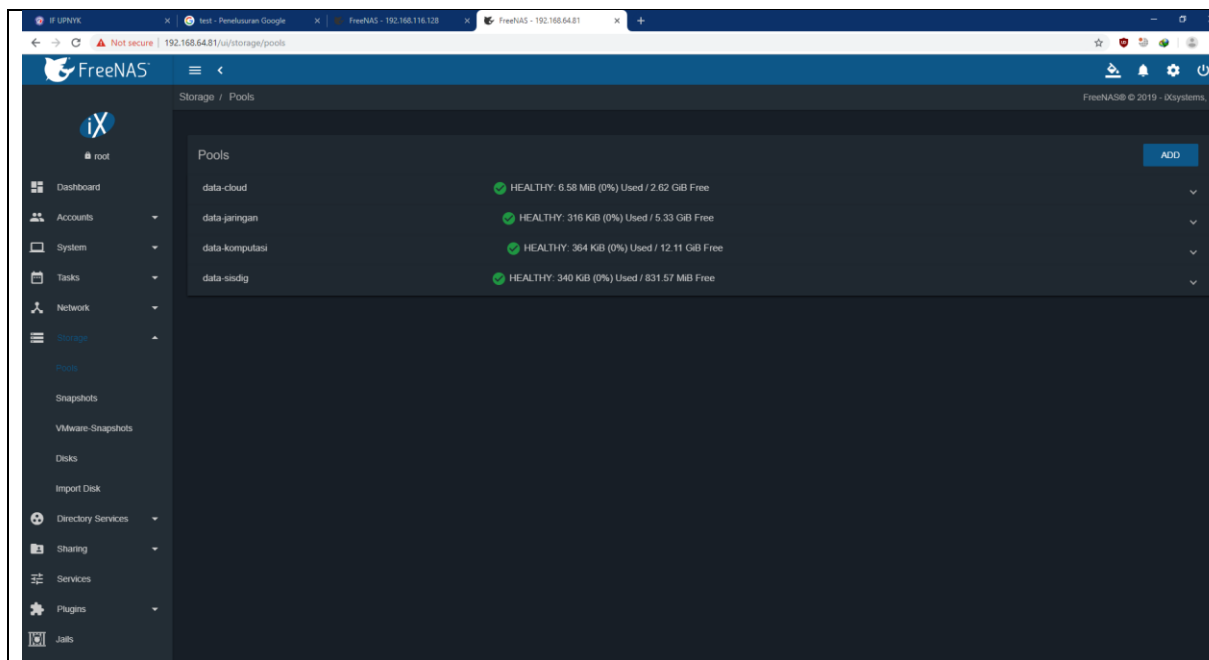 IF UPNYK
test - Penelusuran Google
FreeNAS - 192.168.116.128
FreeNAS - 192.168.64.81
Not secure | 192.168.64.81/ui/storage/pools
FreeNAS
Storage / Pools
FreeNAS® © 2019 - iXsystems,
iX
root
Pools
ADD
data-cloud HEALTHY: 6.58 MiB (0%) Used / 2.62 GiB Free
data-jaringan HEALTHY: 316 KiB (0%) Used / 5.33 GiB Free
data-komputasi HEALTHY: 364 KiB (0%) Used / 12.11 GiB Free
data-sisdig HEALTHY: 340 KiB (0%) Used / 831.57 MiB Free
Dashboard
Accounts
System
Tasks
Network
Storage
Pools
Snapshots
VMware-Snapshots
Disks
Import Disk
Directory Services
Sharing
Services
Plugins
Jails